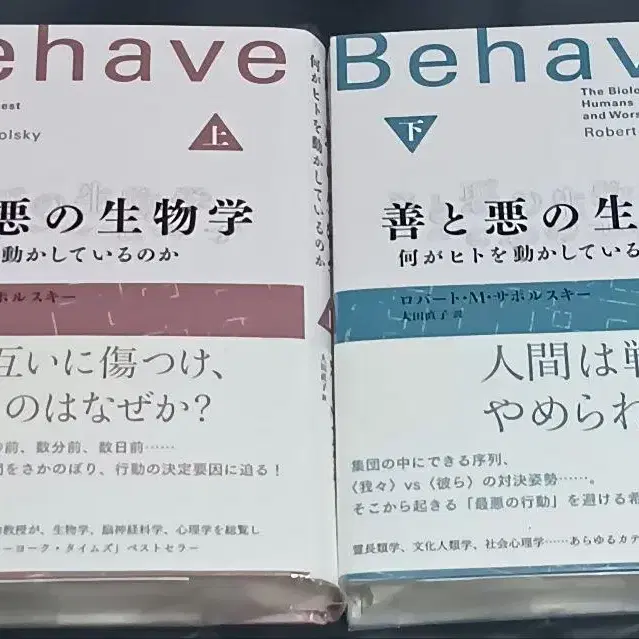 ehave
est
olsky
上
悪の生物学
動かしているのか
ポルスキー
互いに傷つけ、
のはなぜか?
前、数分前、数日前……
をさかのぼり、行動の決定要因に迫る!
教授が、生物学、脳神経科学、心理学を総覧し
ーヨーク・タイムズ」ベストセラー
何がヒトを動かしているのか
大田直子 訳
Behav
The Biolo
Humans
and Wors
Robert
下
善と悪の生
何がヒトを動かしている
ロバート・M・サポルスキー
大田直子 訳
人間は戦
やめられ
集団の中にできる序列、
〈我々〉vs〈彼ら〉の対決姿勢……。
そこから起きる「最悪の行動」を避ける希
霊長類学、文化人類学、社会心理学……あらゆるカテ